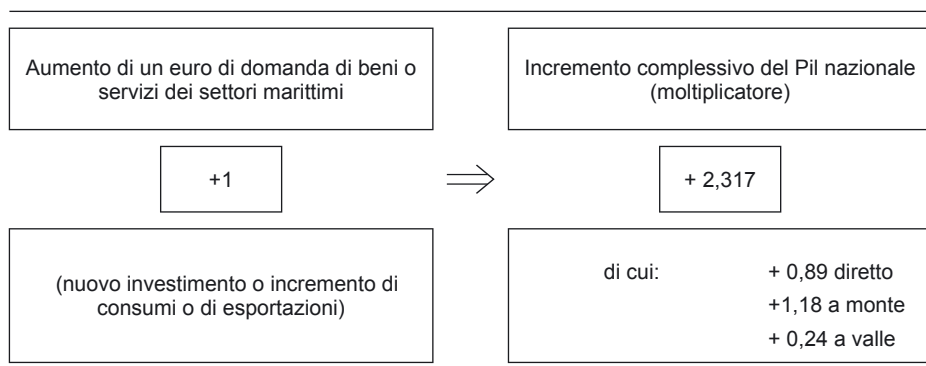 Aumento di un euro di domanda di beni o
servizi dei settori marittimi
Incremento complessivo del Pil nazionale
(moltiplicatore)
+1
+ 2,317
(nuovo investimento o incremento di
consumi o di esportazioni)
di cui: + 0,89 diretto
+1,18 a monte
+ 0,24 a valle